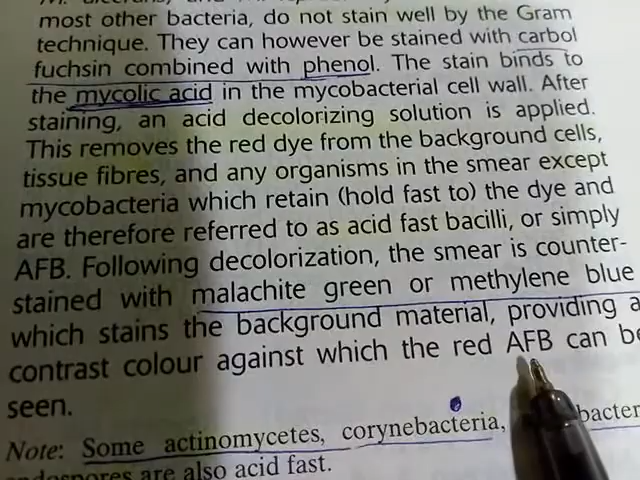 most other bacteria, do not stain well by the Gram
technique. They can however be stained with carbol
fuchsin combined with phenol. The stain binds to
the mycolic acid in the mycobacterial cell wall. After
staining, an acid decolorizing solution is applied.
This removes the red dye from the background cells,
tissue fibres, and any organisms in the smear except
mycobacteria which retain (hold fast to) the dye and
are therefore referred to as acid fast bacilli, or simply
AFB. Following decolorization, the smear is counter-
stained with malachite green or methylene blue
which stains the background material, providing a
contrast colour against which the red AFB can be
seen.
Note: Some actinomycetes, corynebacteria, bacter
are also acid fast.